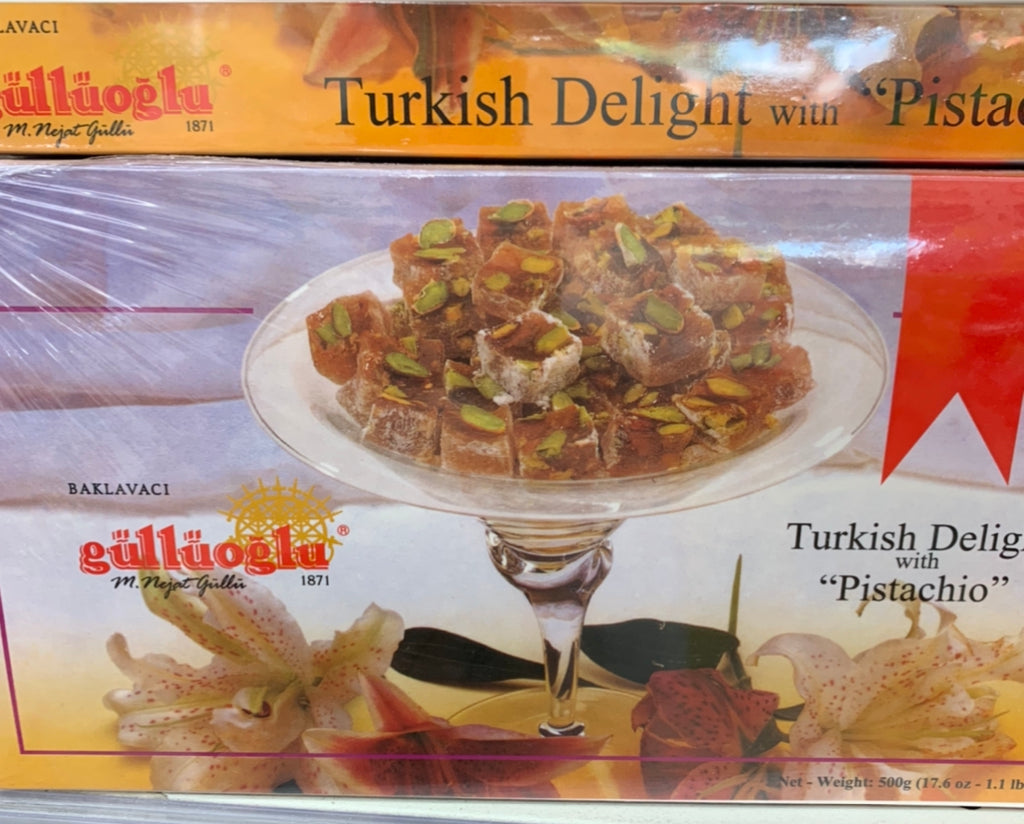 BAKLAVACI
güllüoğlu®
M. Nejat Güllü 1871
Turkish Delight with "Pistac
BAKLAVACI
güllüoğlu®
M. Nejat Güllü 1871
Turkish Delig
with
"Pistachio"
Net - Weight: 500g (17.6 oz - 1.1 lb